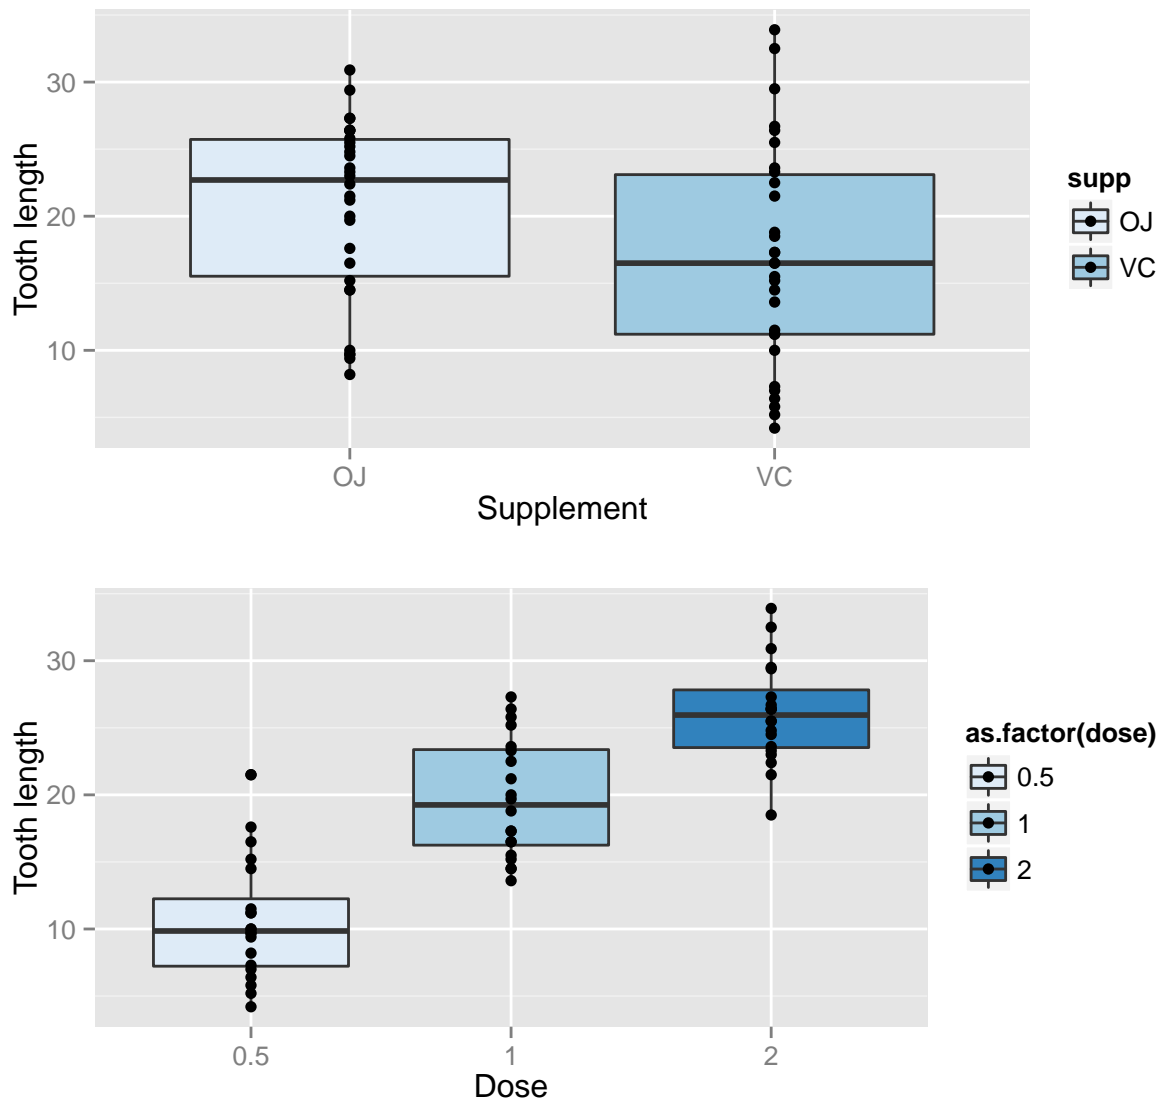 Tooth length
30
20
10
OJ
VC
Supplement
supp
OJ
VC
Tooth length
30
20
10
0.5
1
2
Dose
as.factor(dose)
0.5
1
2